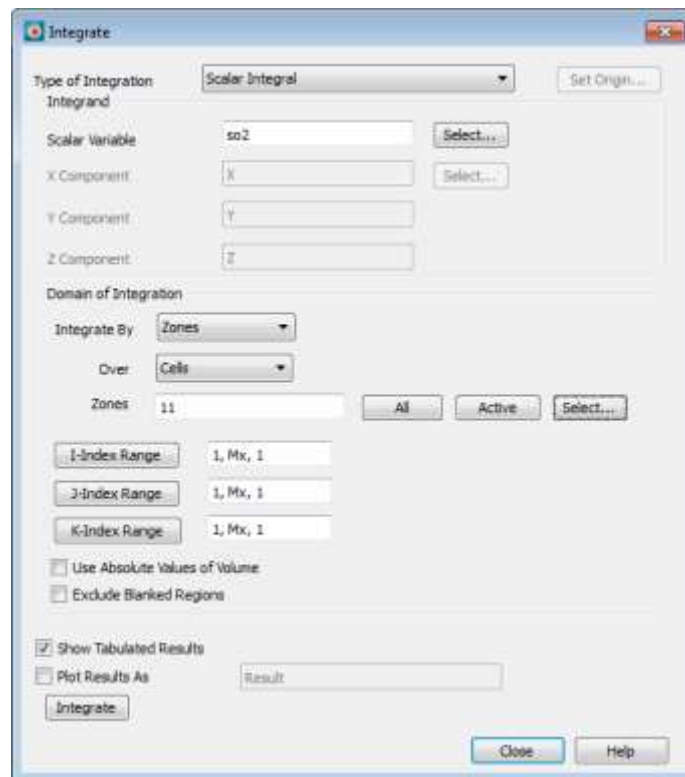 Integrate
Type of Integration Scalar Integral Set Origin...
Integrand
Scalar Variable so2 Select...
X Component X Select...
Y Component Y
Z Component Z
Domain of Integration
Integrate By Zones
Over Cells
Zones 11 All Active Select...
I-Index Range 1, Mx, 1
J-Index Range 1, Mx, 1
K-Index Range 1, Mx, 1
Use Absolute Values of Volume
Exclude Blanked Regions
Show Tabulated Results
Plot Results As Result
Integrate
Close Help